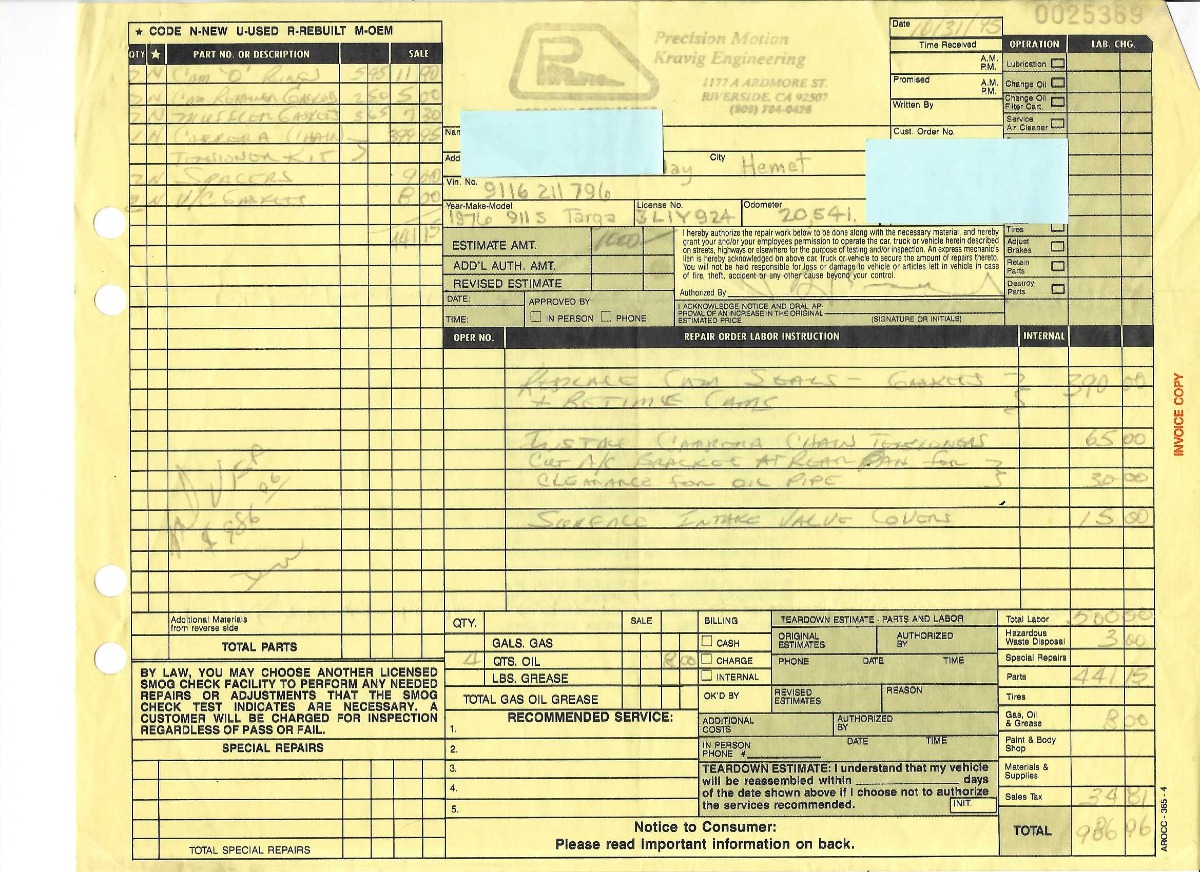 0025369
★ CODE N-NEW U-USED R-REBUILT M-OEM
QTY ★ PART NO. OR DESCRIPTION SALE
2 N CAM "O" RINGS 5 95 11 90
2 N CAM RETAINER GASKETS 2 50 5 00
2 N MUFFLER GASKETS 3 65 7 30
1 N CARRERA CHAIN 399 95
TENSIONER KIT
2 N SPACERS 9 00
2 N V/C GASKETS 8 00
441 15
$ 986
Additional Materials
from reverse side
TOTAL PARTS
BY LAW, YOU MAY CHOOSE ANOTHER LICENSED
SMOG CHECK FACILITY TO PERFORM ANY NEEDED
REPAIRS OR ADJUSTMENTS THAT THE SMOG
CHECK TEST INDICATES ARE NECESSARY. A
CUSTOMER WILL BE CHARGED FOR INSPECTION
REGARDLESS OF PASS OR FAIL.
SPECIAL REPAIRS
TOTAL SPECIAL REPAIRS
Precision Motion
Kravig Engineering
1177 A ARDMORE ST.
RIVERSIDE, CA 92507
(909) 784-0425
Date 10/31/95
Time Received
A.M.
P.M.
Promised A.M.
P.M.
Written By
Cust. Order No.
OPERATION LAB. CHG.
Lubrication
Change Oil
Change Oil
Filter Cart.
Service
Air Cleaner
Tires
Adjust
Brakes
Retain
Parts
Destroy
Parts
Nam
Add
way City Hemet
Vin. No. 9116 211 796
Year-Make-Model 1976 911S Targa
License No. 3L1Y924
Odometer 20,541.
ESTIMATE AMT. 1000
ADD'L AUTH. AMT.
REVISED ESTIMATE
DATE:
TIME:
APPROVED BY
IN PERSON PHONE
I hereby authorize the repair work below to be done along with the necessary material, and hereby
grant your and/or your employees permission to operate the car, truck or vehicle herein described
on streets, highways or elsewhere for the purpose of testing and/or inspection. An express mechanic's
lien is hereby acknowledged on above car, truck or vehicle to secure the amount of repairs thereto.
You will not be held responsible for loss or damage to vehicle or articles left in vehicle in case
of fire, theft, accident or any other cause beyond your control.
Authorized By
I ACKNOWLEDGE NOTICE AND ORAL AP-
PROVAL OF AN INCREASE IN THE ORIGINAL
ESTIMATED PRICE (SIGNATURE OR INITIALS)
OPER NO. REPAIR ORDER LABOR INSTRUCTION INTERNAL
REPLACE CAM SEALS - GASKETS 390 00
+ RETIME CAMS
INSTALL CARRERA CHAIN TENSIONERS 65 00
CUT A/C BRACKET AT REAR FAN FOR
CLEARANCE FOR OIL PIPE 30 00
SURFACE INTAKE VALVE COVERS 15 00
QTY. SALE
GALS. GAS
4 QTS. OIL 8 00
LBS. GREASE
TOTAL GAS OIL GREASE
RECOMMENDED SERVICE:
1.
2.
3.
4.
5.
BILLING
CASH
CHARGE
INTERNAL
OK'D BY
TEARDOWN ESTIMATE - PARTS AND LABOR
ORIGINAL
ESTIMATES
AUTHORIZED
BY
PHONE DATE TIME
REVISED
ESTIMATES
REASON
ADDITIONAL
COSTS
AUTHORIZED
BY
IN PERSON
PHONE #
DATE TIME
TEARDOWN ESTIMATE: I understand that my vehicle
will be reassembled within days
of the date shown above if I choose not to authorize
the services recommended. INIT.
Total Labor 500 00
Hazardous
Waste Disposal 3 00
Special Repairs
Parts 441 15
Tires
Gas, Oil
& Grease 8 00
Paint & Body
Shop
Materials &
Supplies
Sales Tax 34 81
TOTAL 986 96
Notice to Consumer:
Please read important information on back.
INVOICE COPY
AROCC - 365 - 4